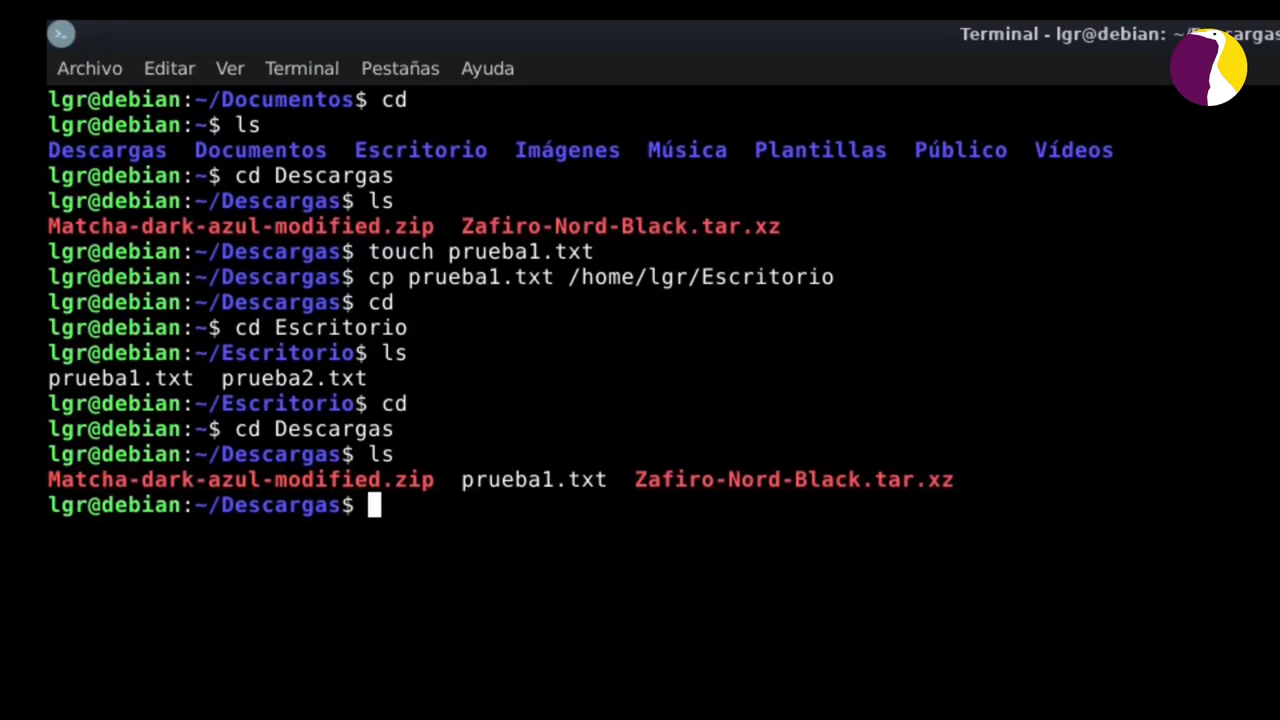 Terminal - lgr@debian: ~/Descargas
Archivo Editar Ver Terminal Pestañas Ayuda
lgr@debian:~/Documentos$ cd
lgr@debian:~$ ls
Descargas Documentos Escritorio Imágenes Música Plantillas Público Vídeos
lgr@debian:~$ cd Descargas
lgr@debian:~/Descargas$ ls
Matcha-dark-azul-modified.zip Zafiro-Nord-Black.tar.xz
lgr@debian:~/Descargas$ touch prueba1.txt
lgr@debian:~/Descargas$ cp prueba1.txt /home/lgr/Escritorio
lgr@debian:~/Descargas$ cd
lgr@debian:~$ cd Escritorio
lgr@debian:~/Escritorio$ ls
prueba1.txt prueba2.txt
lgr@debian:~/Escritorio$ cd
lgr@debian:~$ cd Descargas
lgr@debian:~/Descargas$ ls
Matcha-dark-azul-modified.zip prueba1.txt Zafiro-Nord-Black.tar.xz
lgr@debian:~/Descargas$